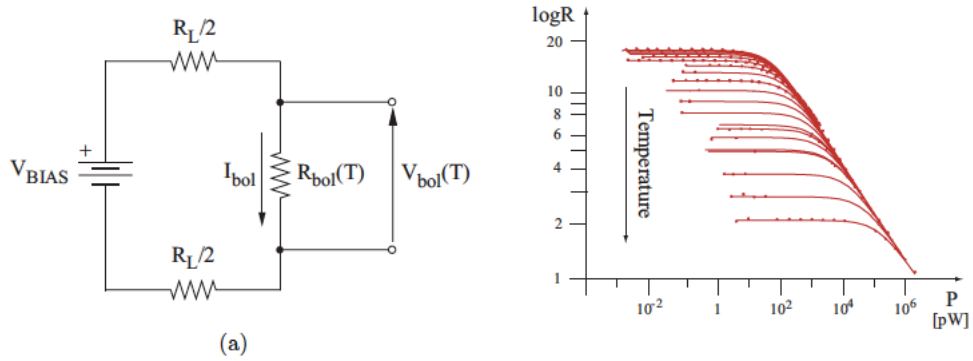 R_L/2
+
V_BIAS
I_bol
R_bol(T)
V_bol(T)
R_L/2
(a)
logR
20
10
8
6
4
2
1
Temperature
10^-2
1
10^2
10^4
10^6
P
[pW]